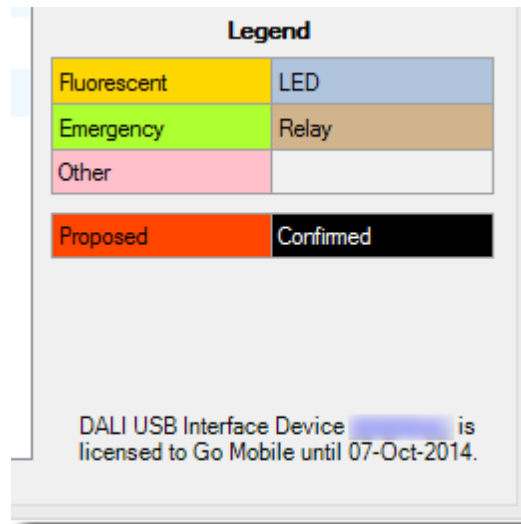 Legend
Fluorescent LED
Emergency Relay
Other
Proposed Confirmed
DALI USB Interface Device is
licensed to Go Mobile until 07-Oct-2014.